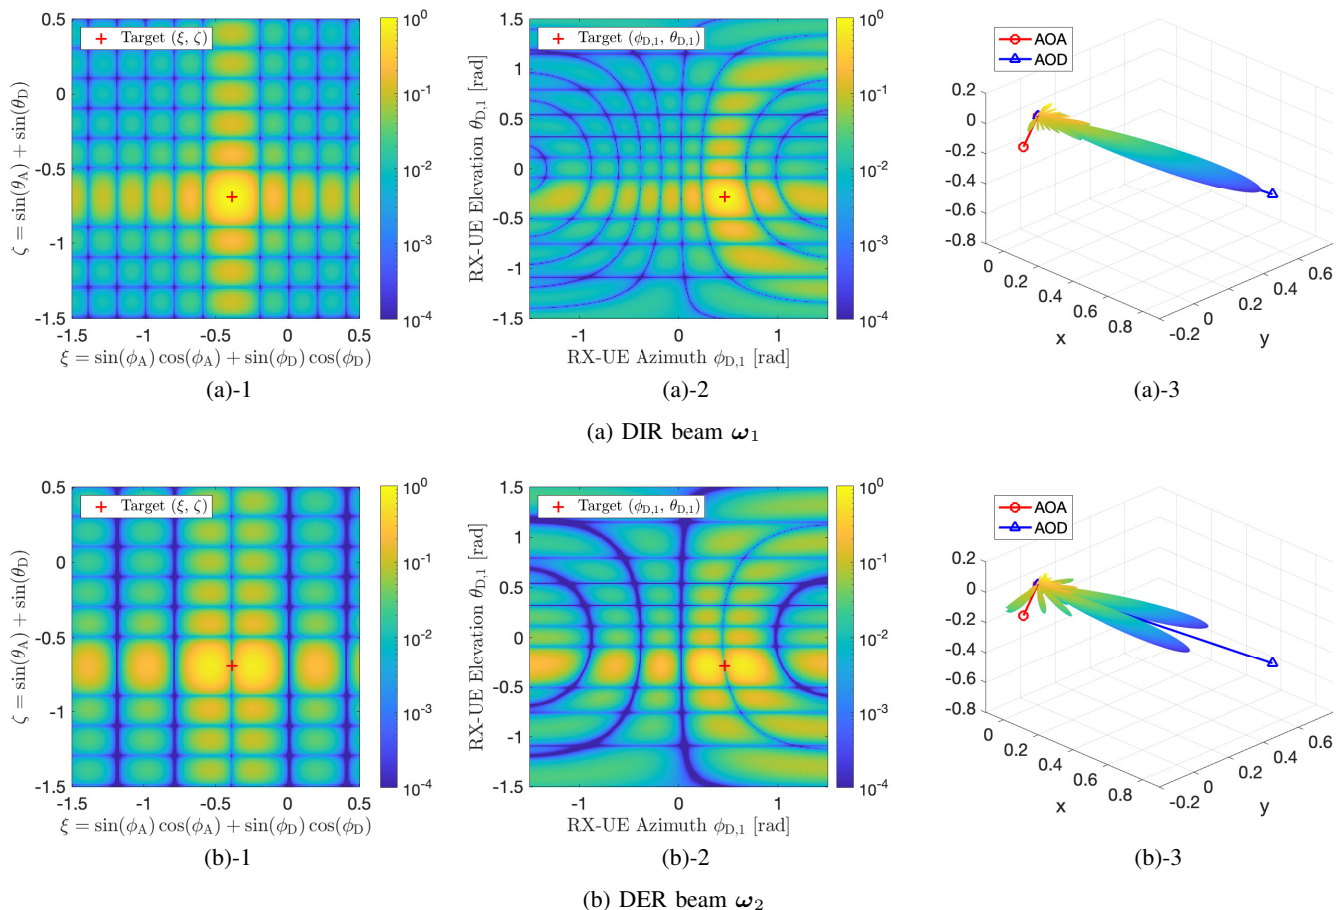 Target (ξ, ζ)
0.5
0
-0.5
-1
-1.5
-1.5 -1 -0.5 0 0.5
ζ = sin(θ_A) + sin(θ_D)
ξ = sin(ϕ_A) cos(ϕ_A) + sin(ϕ_D) cos(ϕ_D)
10^0
10^-1
10^-2
10^-3
10^-4
(a)-1
Target (ϕ_D,1, θ_D,1)
1.5
1
0.5
0
-0.5
-1
-1.5
-1 0 1
RX-UE Elevation θ_D,1 [rad]
RX-UE Azimuth ϕ_D,1 [rad]
10^0
10^-1
10^-2
10^-3
10^-4
(a)-2
AOA
AOD
0.2
0
-0.2
-0.4
-0.6
-0.8
0 0.2 0.4 0.6 0.8
x
-0.2 0 0.2 0.4 0.6
y
(a)-3
(a) DIR beam ω_1
Target (ξ, ζ)
0.5
0
-0.5
-1
-1.5
-1.5 -1 -0.5 0 0.5
ζ = sin(θ_A) + sin(θ_D)
ξ = sin(ϕ_A) cos(ϕ_A) + sin(ϕ_D) cos(ϕ_D)
10^0
10^-1
10^-2
10^-3
10^-4
(b)-1
Target (ϕ_D,1, θ_D,1)
1.5
1
0.5
0
-0.5
-1
-1.5
-1 0 1
RX-UE Elevation θ_D,1 [rad]
RX-UE Azimuth ϕ_D,1 [rad]
10^0
10^-1
10^-2
10^-3
10^-4
(b)-2
AOA
AOD
0.2
0
-0.2
-0.4
-0.6
-0.8
0 0.2 0.4 0.6 0.8
x
-0.2 0 0.2 0.4 0.6
y
(b)-3
(b) DER beam ω_2